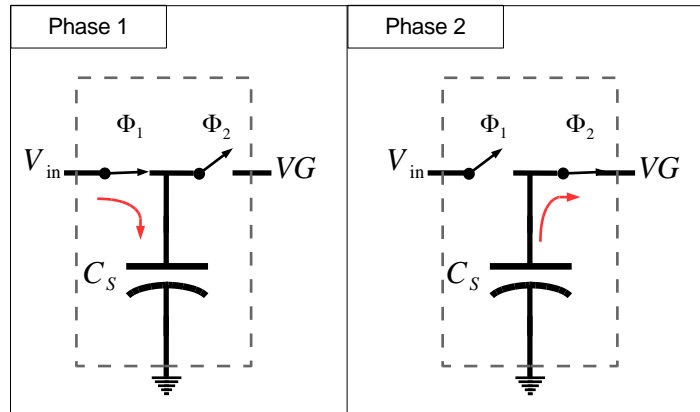 Phase 1
Φ1 Φ2
Vin VG
CS
Phase 2
Φ1 Φ2
Vin VG
CS